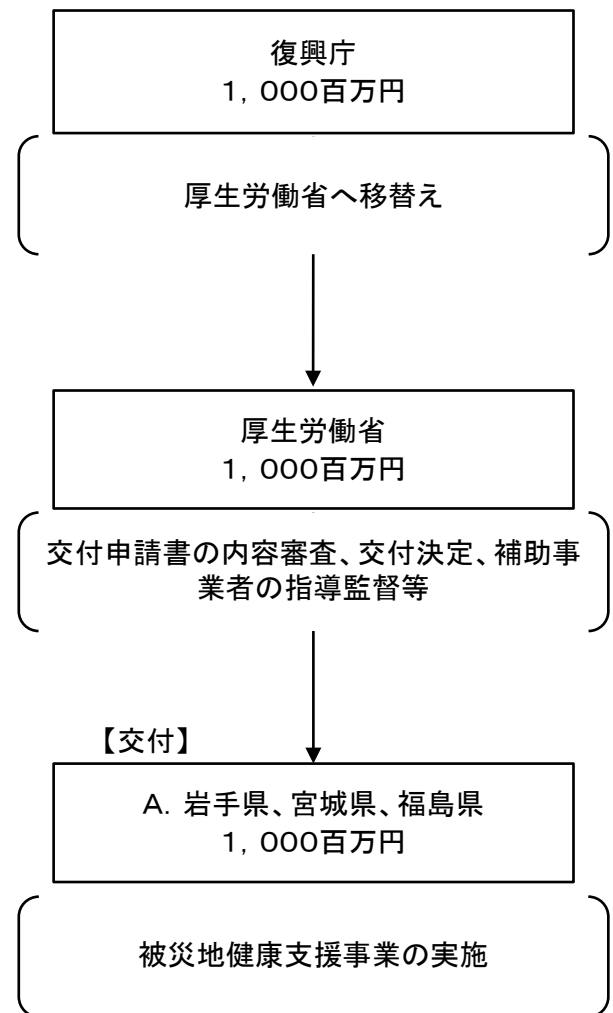 復興庁
1，000百万円
厚生労働省へ移替え
厚生労働省
1，000百万円
交付申請書の内容審査、交付決定、補助事
業者の指導監督等
【交付】
A．岩手県、宮城県、福島県
1，000百万円
被災地健康支援事業の実施